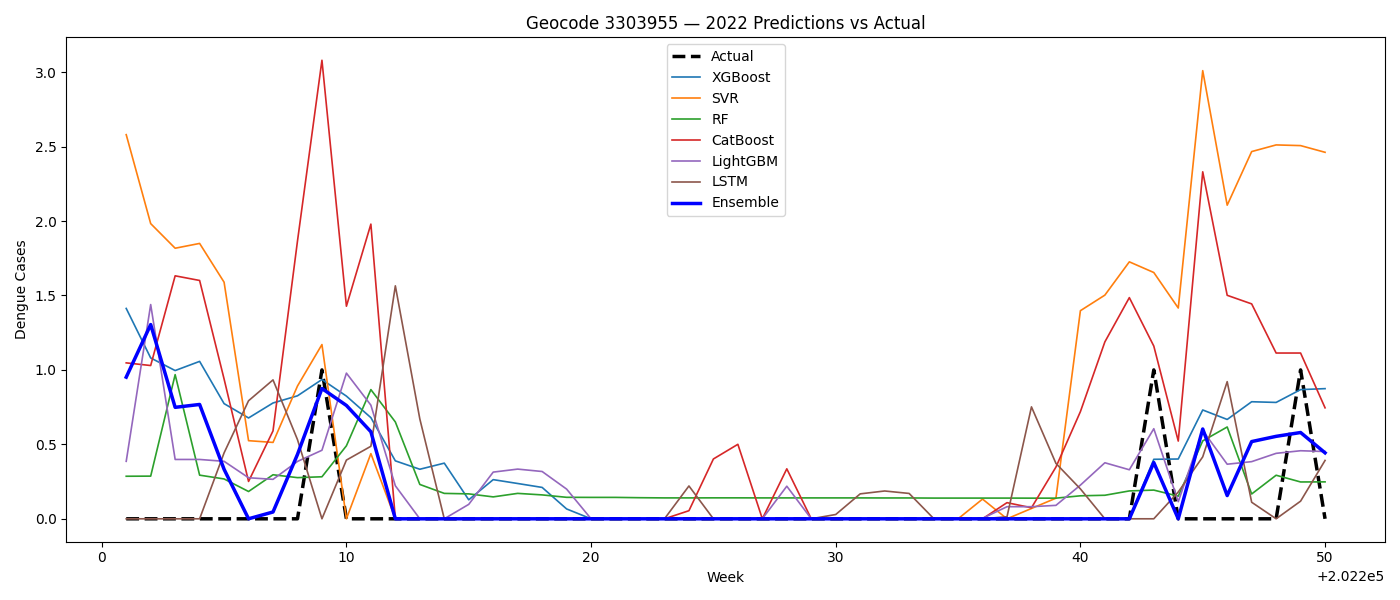 Geocode 3303955 — 2022 Predictions vs Actual
3.0
2.5
2.0
1.5
1.0
0.5
0.0
Dengue Cases
Actual
XGBoost
SVR
RF
CatBoost
LightGBM
LSTM
Ensemble
0
10
20
30
40
50
Week
+2.022e5